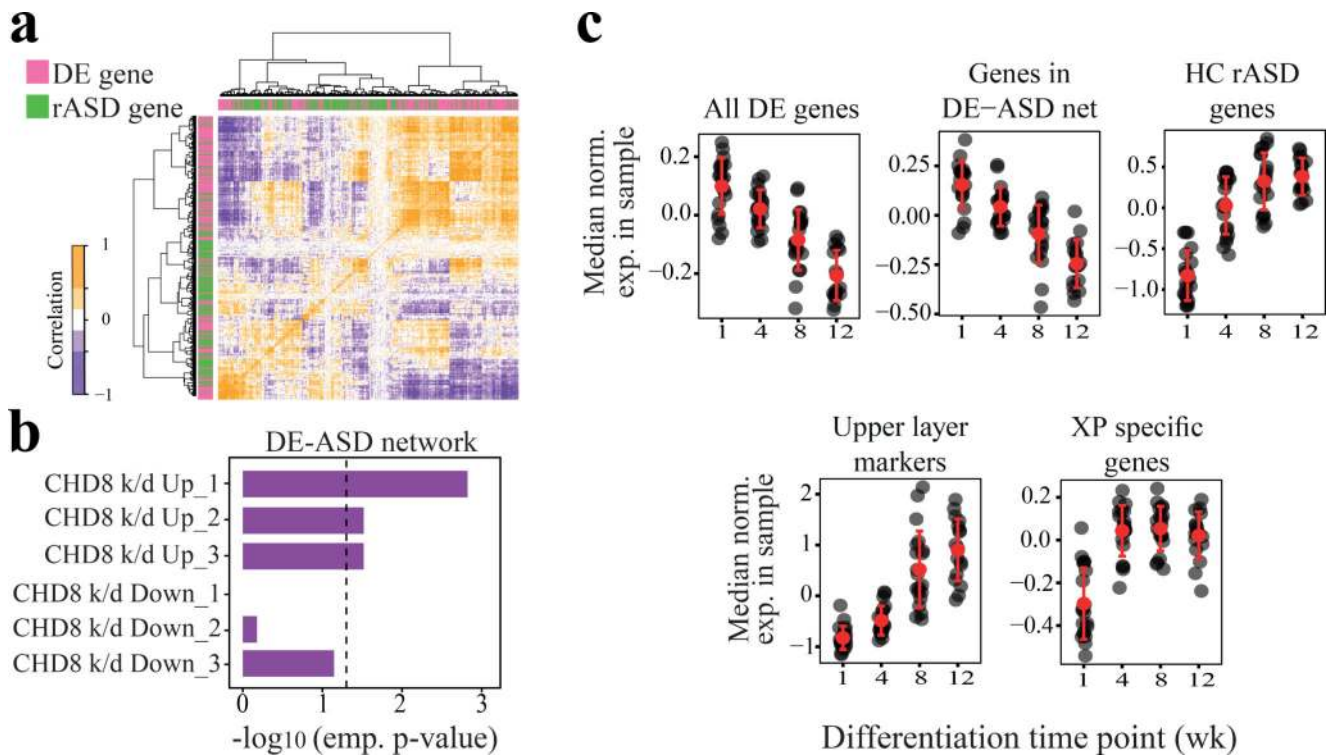 a
DE gene
rASD gene
1
0
−1
Correlation
b
DE-ASD network
CHD8 k/d Up_1
CHD8 k/d Up_2
CHD8 k/d Up_3
CHD8 k/d Down_1
CHD8 k/d Down_2
CHD8 k/d Down_3
0 1 2 3
-log10 (emp. p-value)
c
All DE genes
Median norm.
exp. in sample
0.2
0.0
−0.2
1 4 8 12
Genes in
DE−ASD net
0.25
0.00
−0.25
−0.50
1 4 8 12
HC rASD
genes
0.5
0.0
−0.5
−1.0
1 4 8 12
Upper layer
markers
Median norm.
exp. in sample
2
1
0
−1
1 4 8 12
XP specific
genes
0.2
0.0
−0.2
−0.4
1 4 8 12
Differentiation time point (wk)